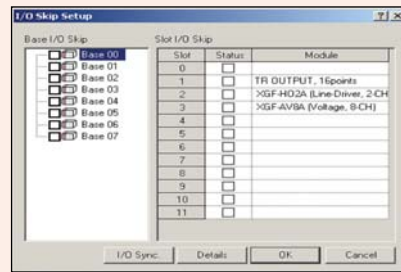 I/O Skip Setup
Base I/O Skip
Base 00
Base 01
Base 02
Base 03
Base 04
Base 05
Base 06
Base 07
Slot I/O Skip
Slot Status Module
0
1 TR OUTPUT, 16points
2 XGF-HO2A (Line-Driver, 2-CH
3 XGF-AV8A (Voltage, 8-CH)
4
5
6
7
8
9
10
11
I/O Sync. Details OK Cancel